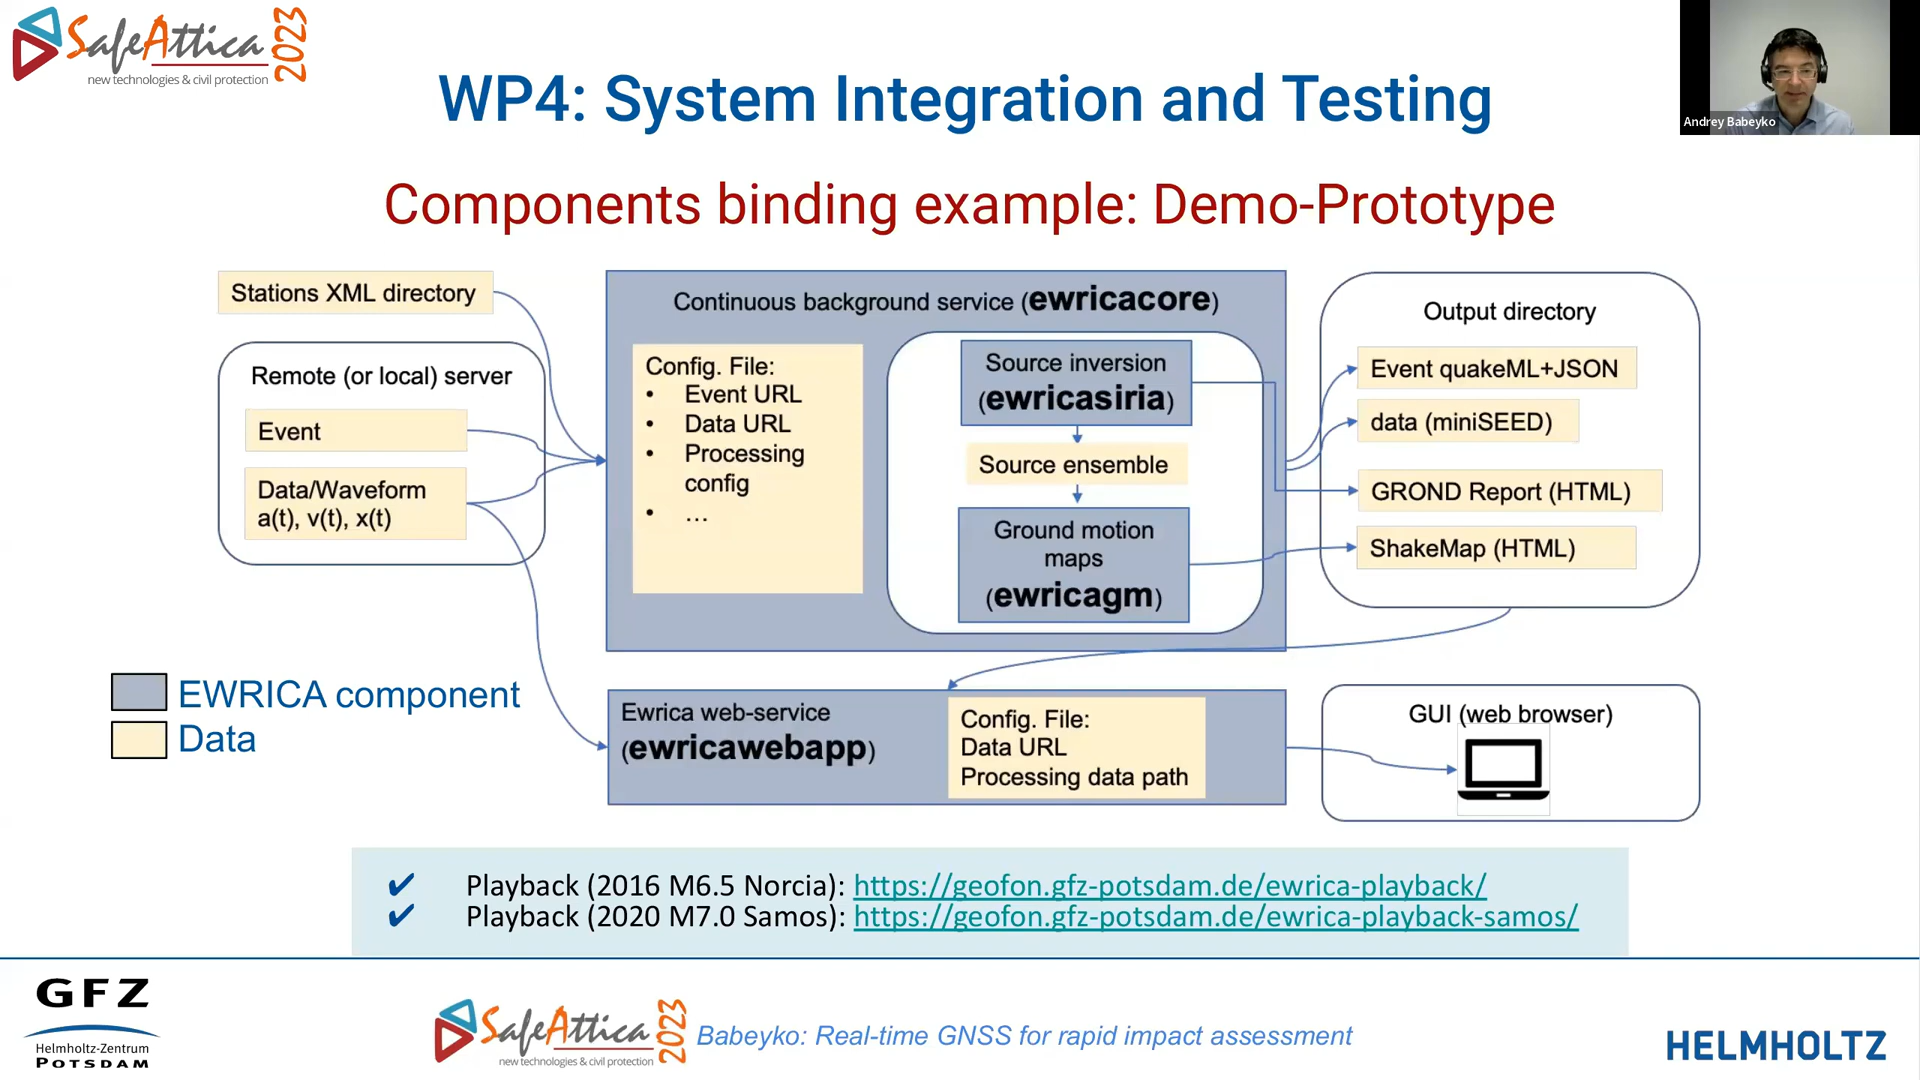 SafeAttica 2023
new technologies & civil protection
WP4: System Integration and Testing
Andrey Babeyko
Components binding example: Demo-Prototype
Stations XML directory
Remote (or local) server
Event
Data/Waveform
a(t), v(t), x(t)
Continuous background service (ewricacore)
Config. File:
• Event URL
• Data URL
• Processing
config
• …
Source inversion
(ewricasiria)
Source ensemble
Ground motion
maps
(ewricagm)
Output directory
Event quakeML+JSON
data (miniSEED)
GROND Report (HTML)
ShakeMap (HTML)
EWRICA component
Data
Ewrica web-service
(ewricawebapp)
Config. File:
Data URL
Processing data path
GUI (web browser)
✔ Playback (2016 M6.5 Norcia): https://geofon.gfz-potsdam.de/ewrica-playback/
✔ Playback (2020 M7.0 Samos): https://geofon.gfz-potsdam.de/ewrica-playback-samos/
GFZ
Helmholtz-Zentrum
POTSDAM
SafeAttica 2023
new technologies & civil protection
Babeyko: Real-time GNSS for rapid impact assessment
HELMHOLTZ